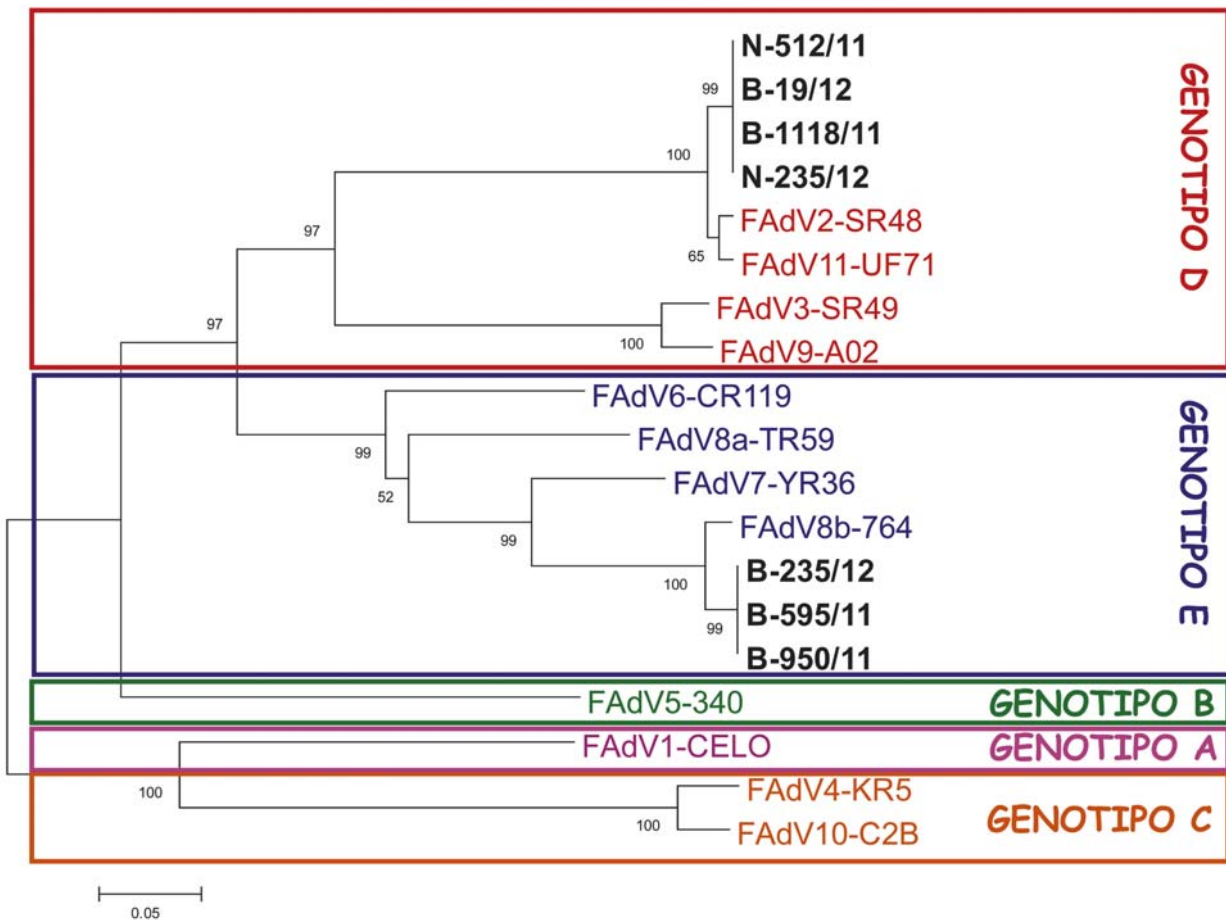 N-512/11
99
B-19/12
B-1118/11
100
N-235/12
FAdV2-SR48
97
65
FAdV11-UF71
FAdV3-SR49
97
100
FAdV9-A02
GENOTIPO D
FAdV6-CR119
99
FAdV8a-TR59
52
FAdV7-YR36
99
FAdV8b-764
100
B-235/12
B-595/11
99
B-950/11
GENOTIPO E
FAdV5-340
GENOTIPO B
FAdV1-CELO
GENOTIPO A
100
FAdV4-KR5
100
FAdV10-C2B
GENOTIPO C
0.05